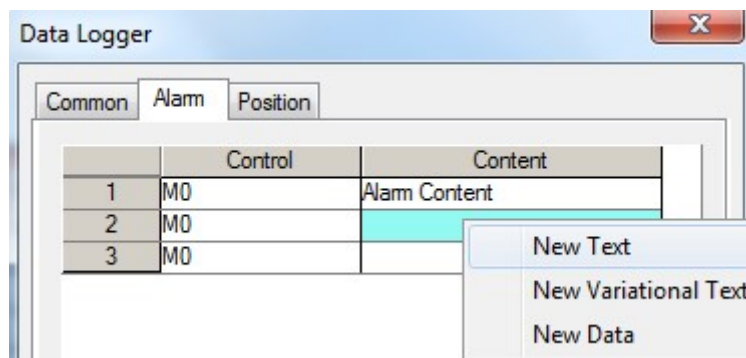 Data Logger
Common Alarm Position
Control Content
1 M0 Alarm Content
2 M0
3 M0
New Text
New Variational Text
New Data